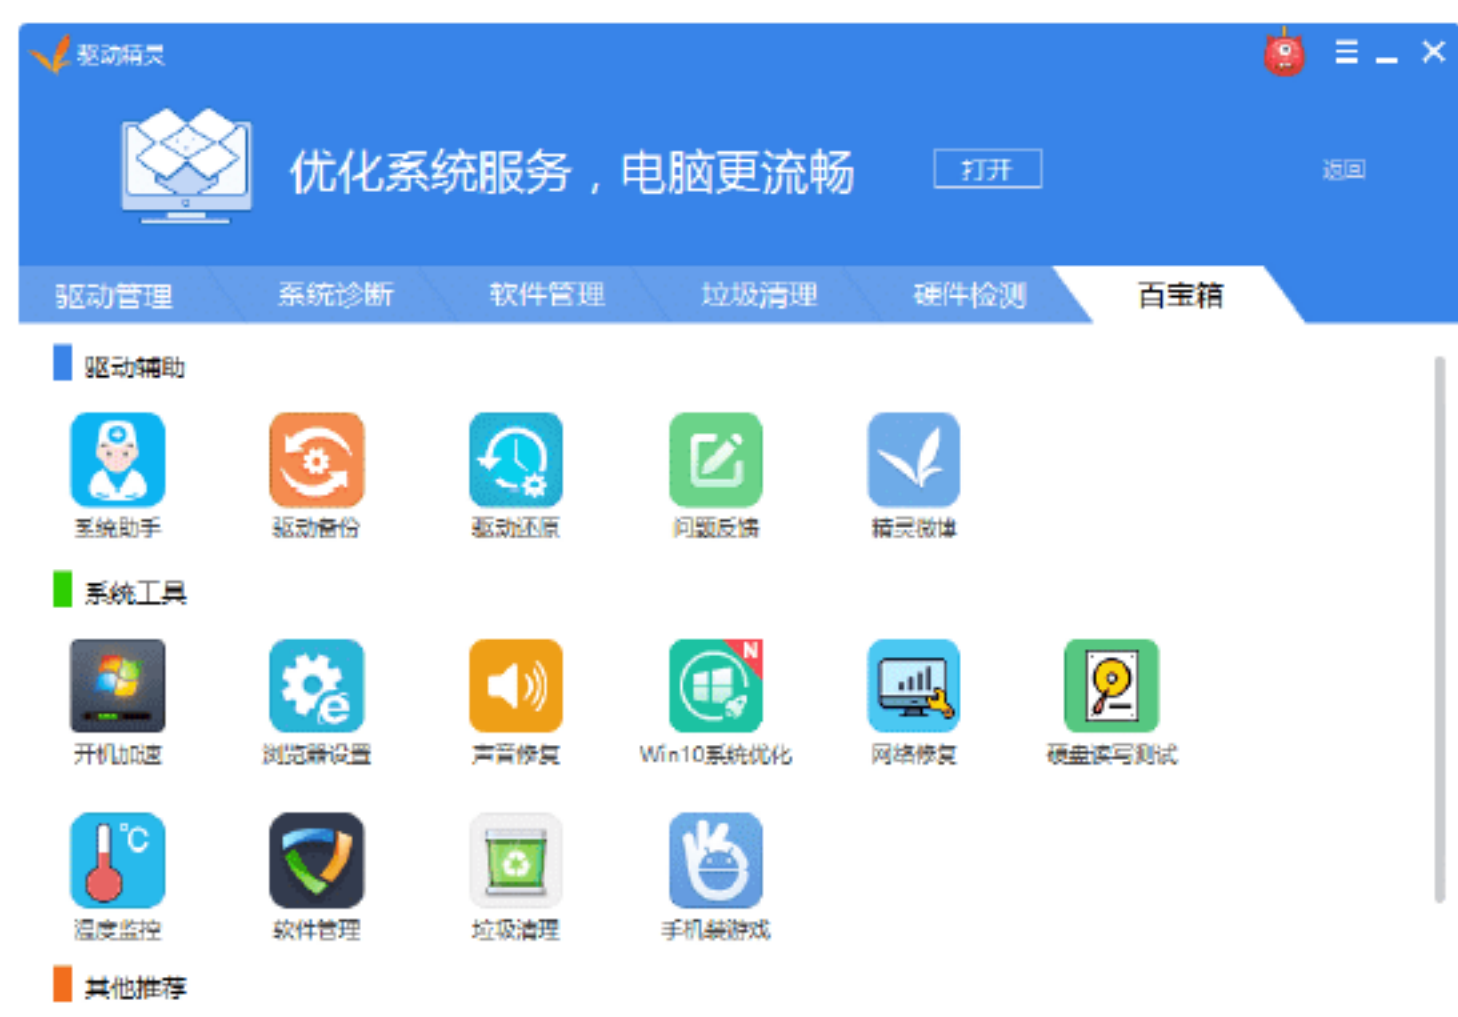 驱动精灵
优化系统服务，电脑更流畅
打开
返回
驱动管理 系统诊断 软件管理 垃圾清理 硬件检测 百宝箱
驱动辅助
系统助手 驱动备份 驱动还原 问题反馈 精灵微博
系统工具
N
开机加速 浏览器设置 声音修复 Win10系统优化 网络修复 硬盘读写测试
°C
温度监控 软件管理 垃圾清理 手机装游戏
其他推荐